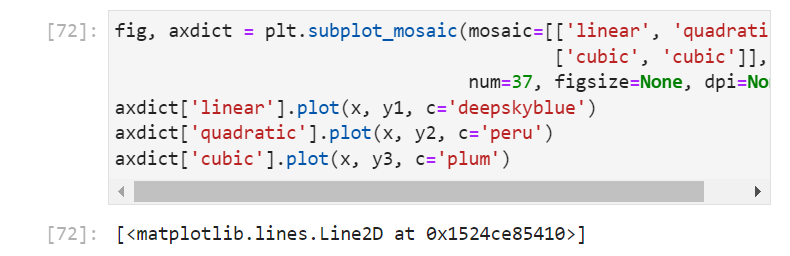 [72]: fig, axdict = plt.subplot_mosaic(mosaic=[['linear', 'quadrati
['cubic', 'cubic']],
num=37, figsize=None, dpi=No
axdict['linear'].plot(x, y1, c='deepskyblue')
axdict['quadratic'].plot(x, y2, c='peru')
axdict['cubic'].plot(x, y3, c='plum')
[72]: [<matplotlib.lines.Line2D at 0x1524ce85410>]